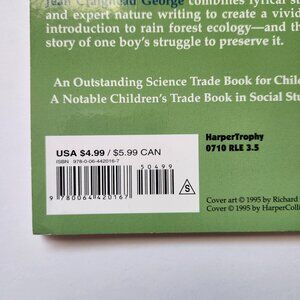 Jean Craighead George combines lyrical st
and expert nature writing to create a vivid
introduction to rain forest ecology—and th
story of one boy's struggle to preserve it.
An Outstanding Science Trade Book for Child
A Notable Children's Trade Book in Social Stu
USA $4.99 / $5.99 CAN
ISBN 978-0-06-442016-7
50499
9 780064 420167
S
HarperTrophy
0710 RLE 3.5
Cover art © 1995 by Richard
Cover © 1995 by HarperColli